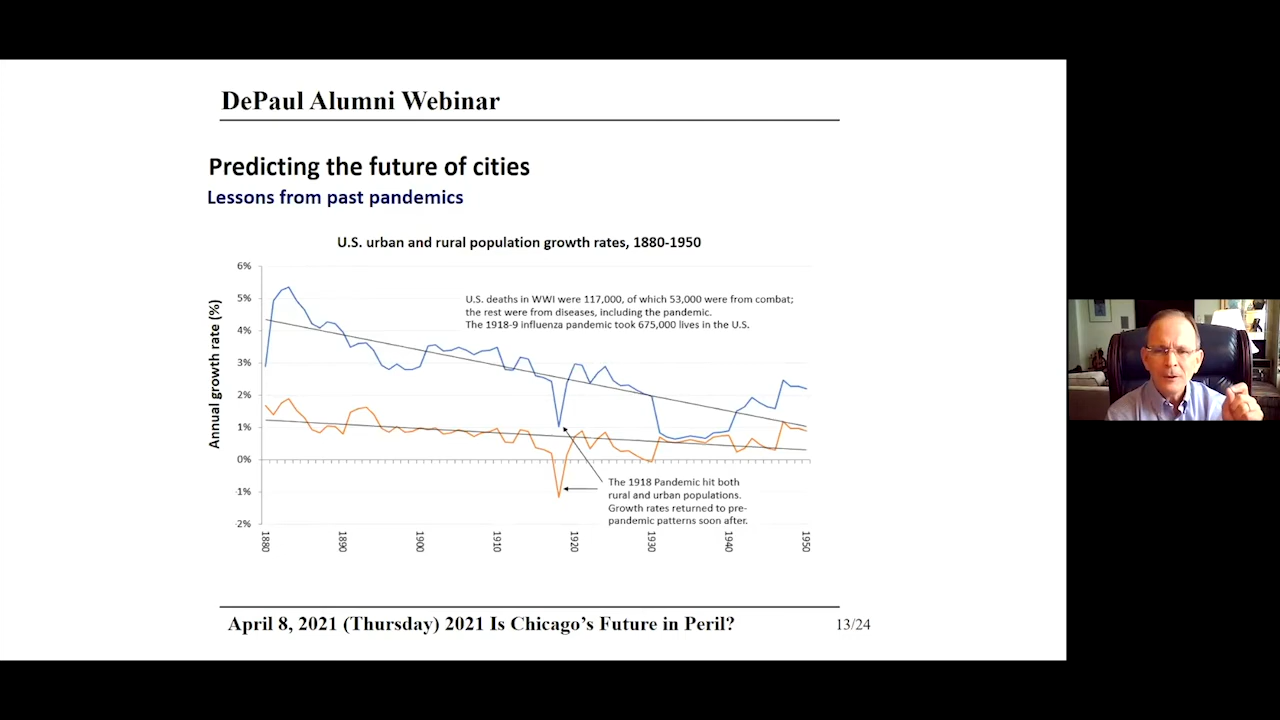 DePaul Alumni Webinar
Predicting the future of cities
Lessons from past pandemics
U.S. urban and rural population growth rates, 1880-1950
Annual growth rate (%)
6%
5%
4%
3%
2%
1%
0%
-1%
-2%
U.S. deaths in WWI were 117,000, of which 53,000 were from combat;
the rest were from diseases, including the pandemic.
The 1918-9 influenza pandemic took 675,000 lives in the U.S.
The 1918 Pandemic hit both
rural and urban populations.
Growth rates returned to pre-
pandemic patterns soon after.
1880
1890
1900
1910
1920
1930
1940
1950
April 8, 2021 (Thursday) 2021 Is Chicago’s Future in Peril?
13/24